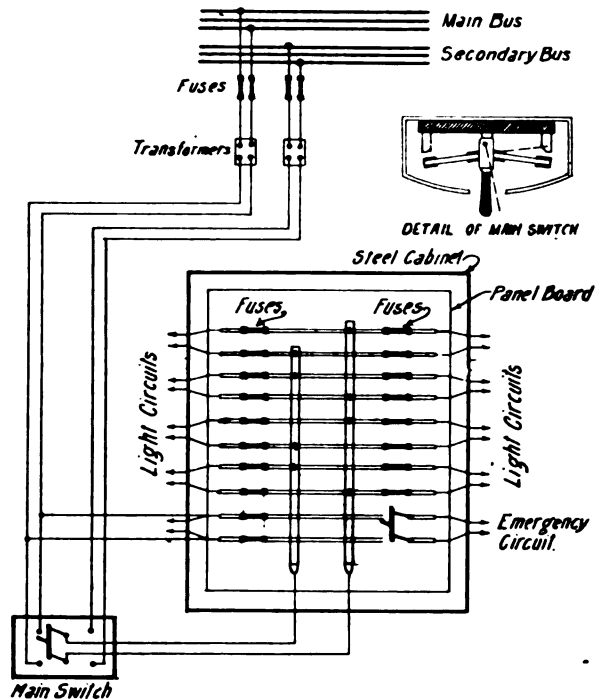 Main Bus
Secondary Bus
Fuses
Transformers
DETAIL OF MAIN SWITCH
Steel Cabinet
Panel Board
Fuses
Fuses
Light Circuits
Light Circuits
Emergency
Circuit.
Main Switch